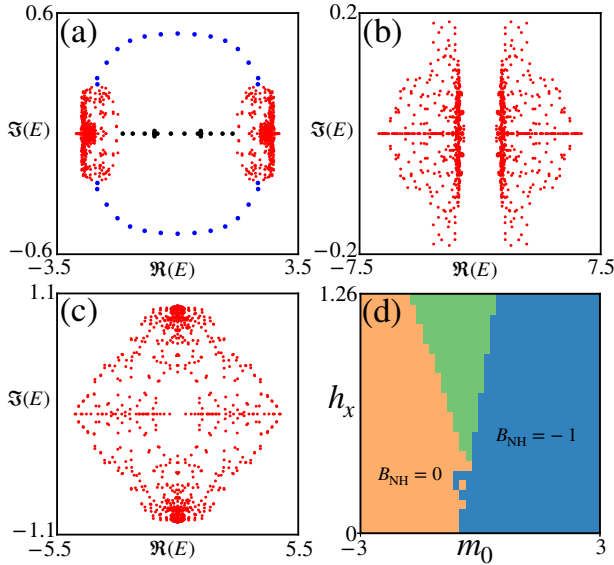 0.6
(a)
ℑ(E)
−0.6
−3.5
ℜ(E)
3.5
0.2
(b)
ℑ(E)
−0.2
−7.5
ℜ(E)
7.5
1.1
(c)
ℑ(E)
−1.1
−5.5
ℜ(E)
5.5
1.26
(d)
h_x
B_NH = − 1
B_NH = 0
0
−3
m_0
3